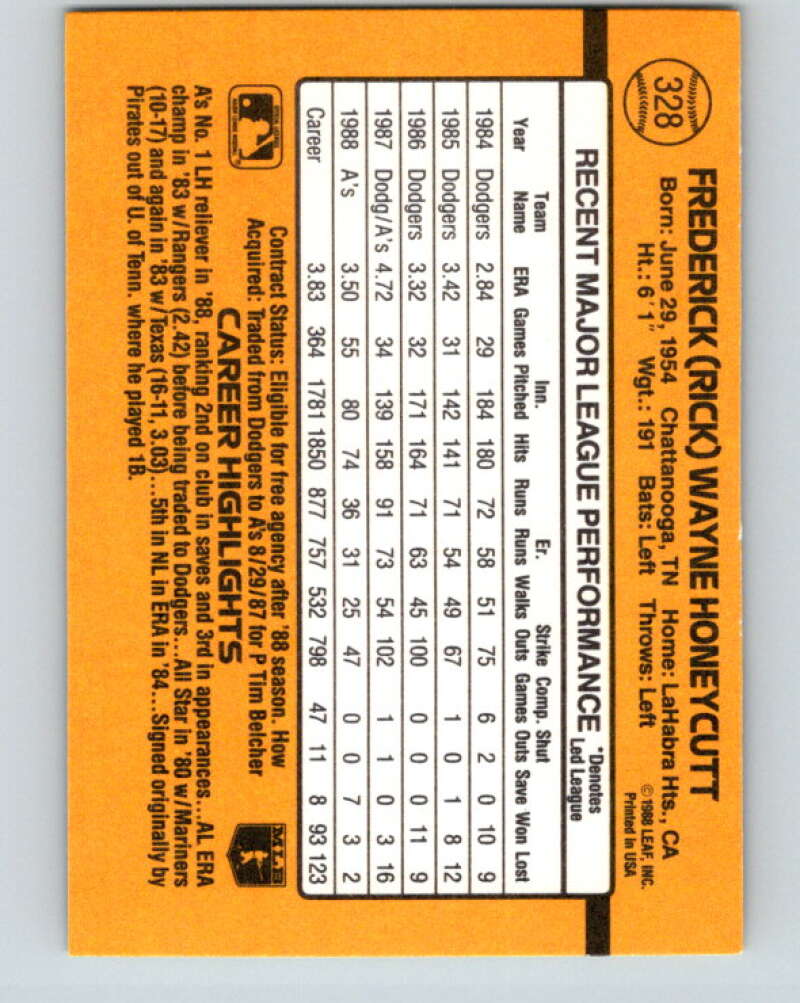 328
FREDERICK (RICK) WAYNE HONEYCUTT
Born: June 29, 1954 Chattanooga, TN Home: LaHabra Hts., CA
Ht.: 6'1" Wgt.: 191 Bats: Left Throws: Left
© 1988 LEAF, INC.
Printed in USA
RECENT MAJOR LEAGUE PERFORMANCE *Denotes Led League
Inn. Er. Strike Comp. Shut
Year Team Name ERA Games Pitched Hits Runs Runs Walks Outs Games Outs Save Won Lost
1984 Dodgers 2.84 29 184 180 72 58 51 75 6 2 0 10 9
1985 Dodgers 3.42 31 142 141 71 54 49 67 1 0 1 8 12
1986 Dodgers 3.32 32 171 164 71 63 45 100 0 0 0 11 9
1987 Dodg/A's 4.72 34 139 158 91 73 54 102 1 1 0 3 16
1988 A's 3.50 55 80 74 36 31 25 47 0 0 7 3 2
Career 3.83 364 1781 1850 877 757 532 798 47 11 8 93 123
Contract Status: Eligible for free agency after '88 season. How
Acquired: Traded from Dodgers to A's 8/29/87 for P Tim Belcher
MLB
CAREER HIGHLIGHTS
A's No. 1 LH reliever in '88, ranking 2nd on club in saves and 3rd in appearances...AL ERA
champ in '83 w/Rangers (2.42) before being traded to Dodgers...All Star in '80 w/Mariners
(10-17) and again in '83 w/Texas (16-11, 3.03)...5th in NL in ERA in '84...Signed originally by
Pirates out of U. of Tenn. where he played 1B.